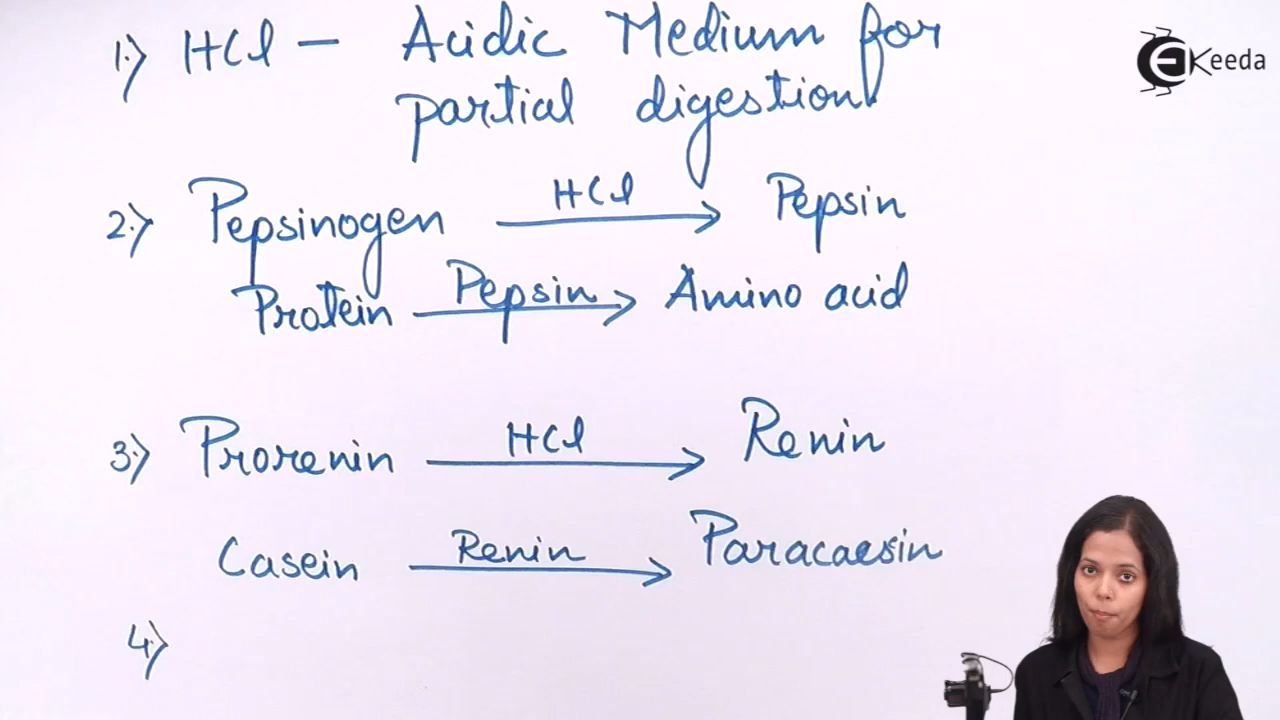 Keeda
1.) HCl - Acidic Medium for
partial digestion
2.) Pepsinogen HCl → Pepsin
Protein Pepsin → Amino acid
3.) Prorenin HCl → Renin
Casein Renin → Paracaesin
4.)